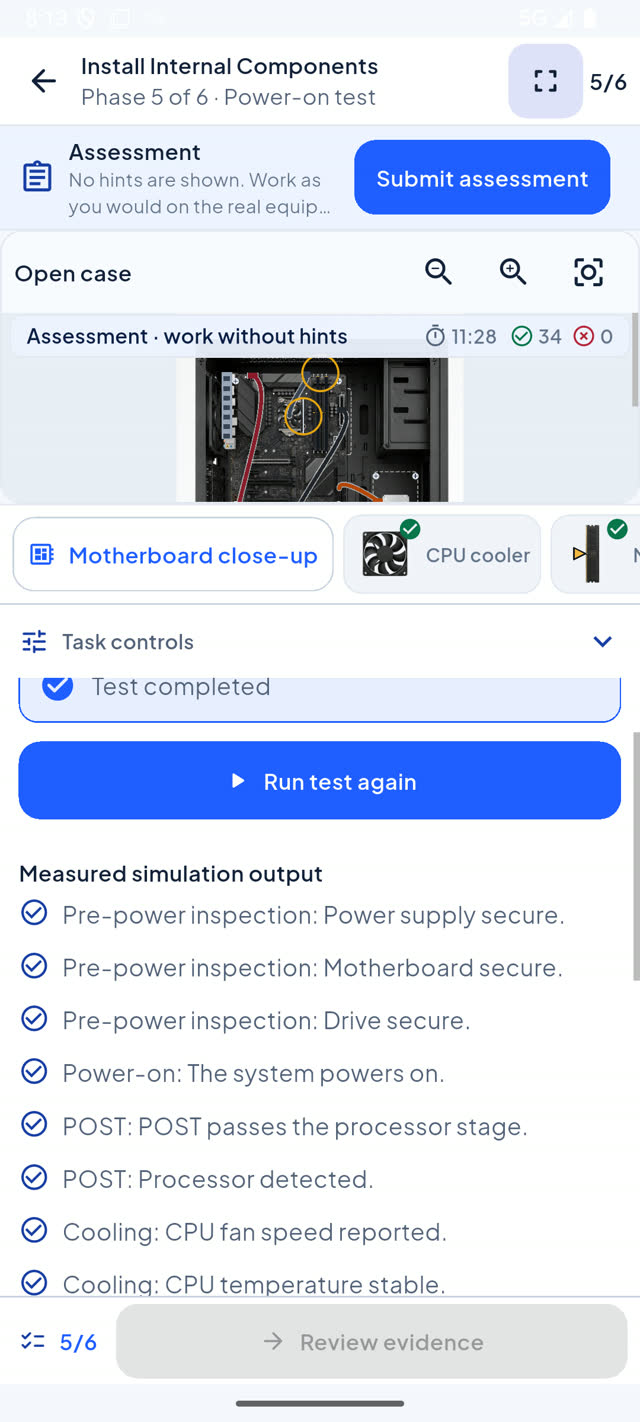 8:13
5G
Install Internal Components
Phase 5 of 6 · Power-on test
5/6
Assessment
No hints are shown. Work as
you would on the real equip…
Submit assessment
Open case
Assessment · work without hints
11:28
34
0
Motherboard close-up
CPU cooler
Task controls
Test completed
Run test again
Measured simulation output
Pre-power inspection: Power supply secure.
Pre-power inspection: Motherboard secure.
Pre-power inspection: Drive secure.
Power-on: The system powers on.
POST: POST passes the processor stage.
POST: Processor detected.
Cooling: CPU fan speed reported.
Cooling: CPU temperature stable.
5/6
Review evidence